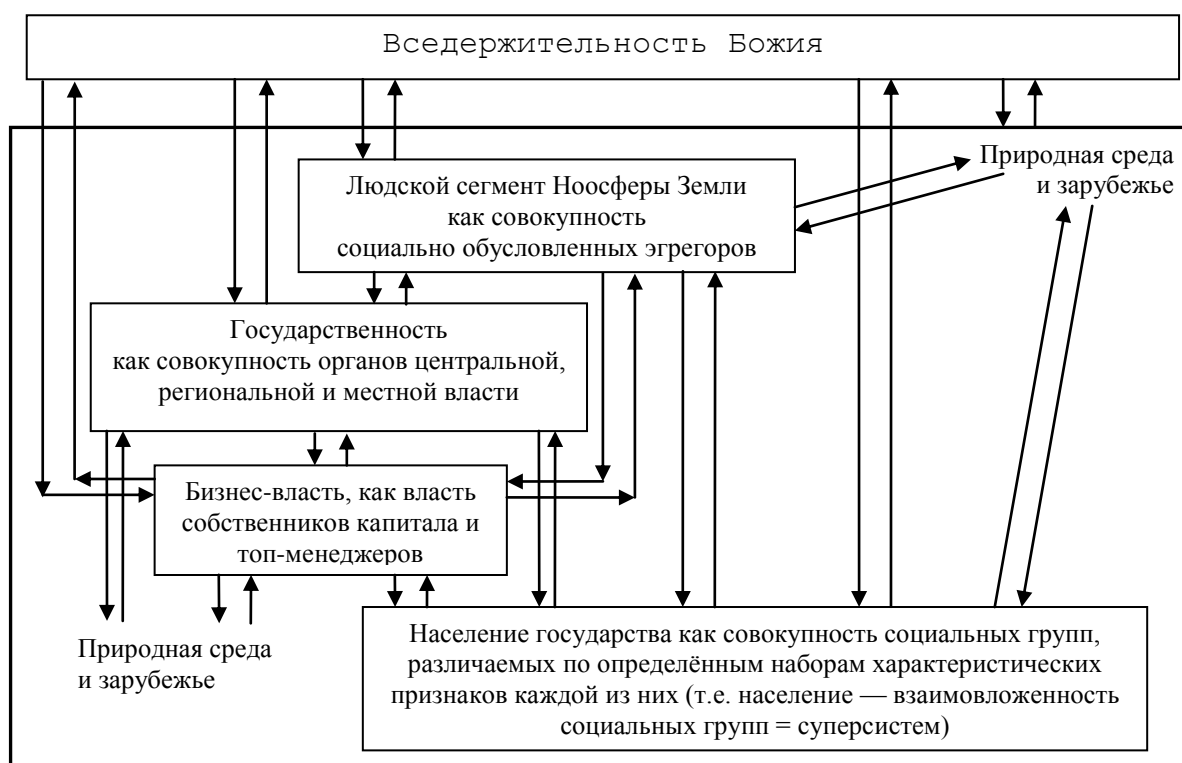 Вседержительность Божия
Природная среда
и зарубежье
Людской сегмент Ноосферы Земли
как совокупность
социально обусловленных эгрегоров
Государственность
как совокупность органов центральной,
региональной и местной власти
Бизнес-власть, как власть
собственников капитала и
топ-менеджеров
Природная среда
и зарубежье
Население государства как совокупность социальных групп,
различаемых по определённым наборам характеристических
признаков каждой из них (т.е. население — взаимовложенность
социальных групп = суперсистем)